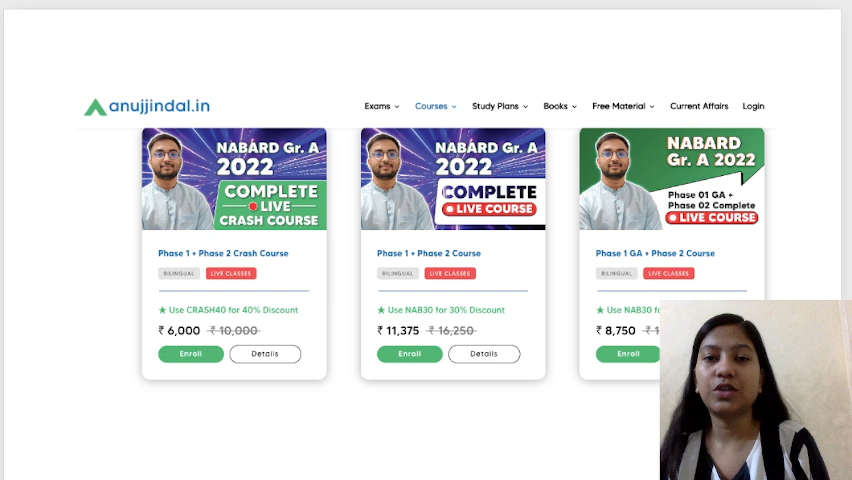 anujjindal.in
Exams Courses Study Plans Books Free Material Current Affairs Login
NABARD Gr. A
2022
COMPLETE
LIVE
CRASH COURSE
Phase 1 + Phase 2 Crash Course
BILINGUAL LIVE CLASSES
★ Use CRASH40 for 40% Discount
₹ 6,000 ₹ 10,000
Enroll Details
NABARD Gr. A
2022
COMPLETE
LIVE COURSE
Phase 1 + Phase 2 Course
BILINGUAL LIVE CLASSES
★ Use NAB30 for 30% Discount
₹ 11,375 ₹ 16,250
Enroll Details
NABARD
Gr. A 2022
Phase 01 GA +
Phase 02 Complete
LIVE COURSE
Phase 1 GA + Phase 2 Course
BILINGUAL LIVE CLASSES
★ Use NAB30
₹ 8,750
Enroll